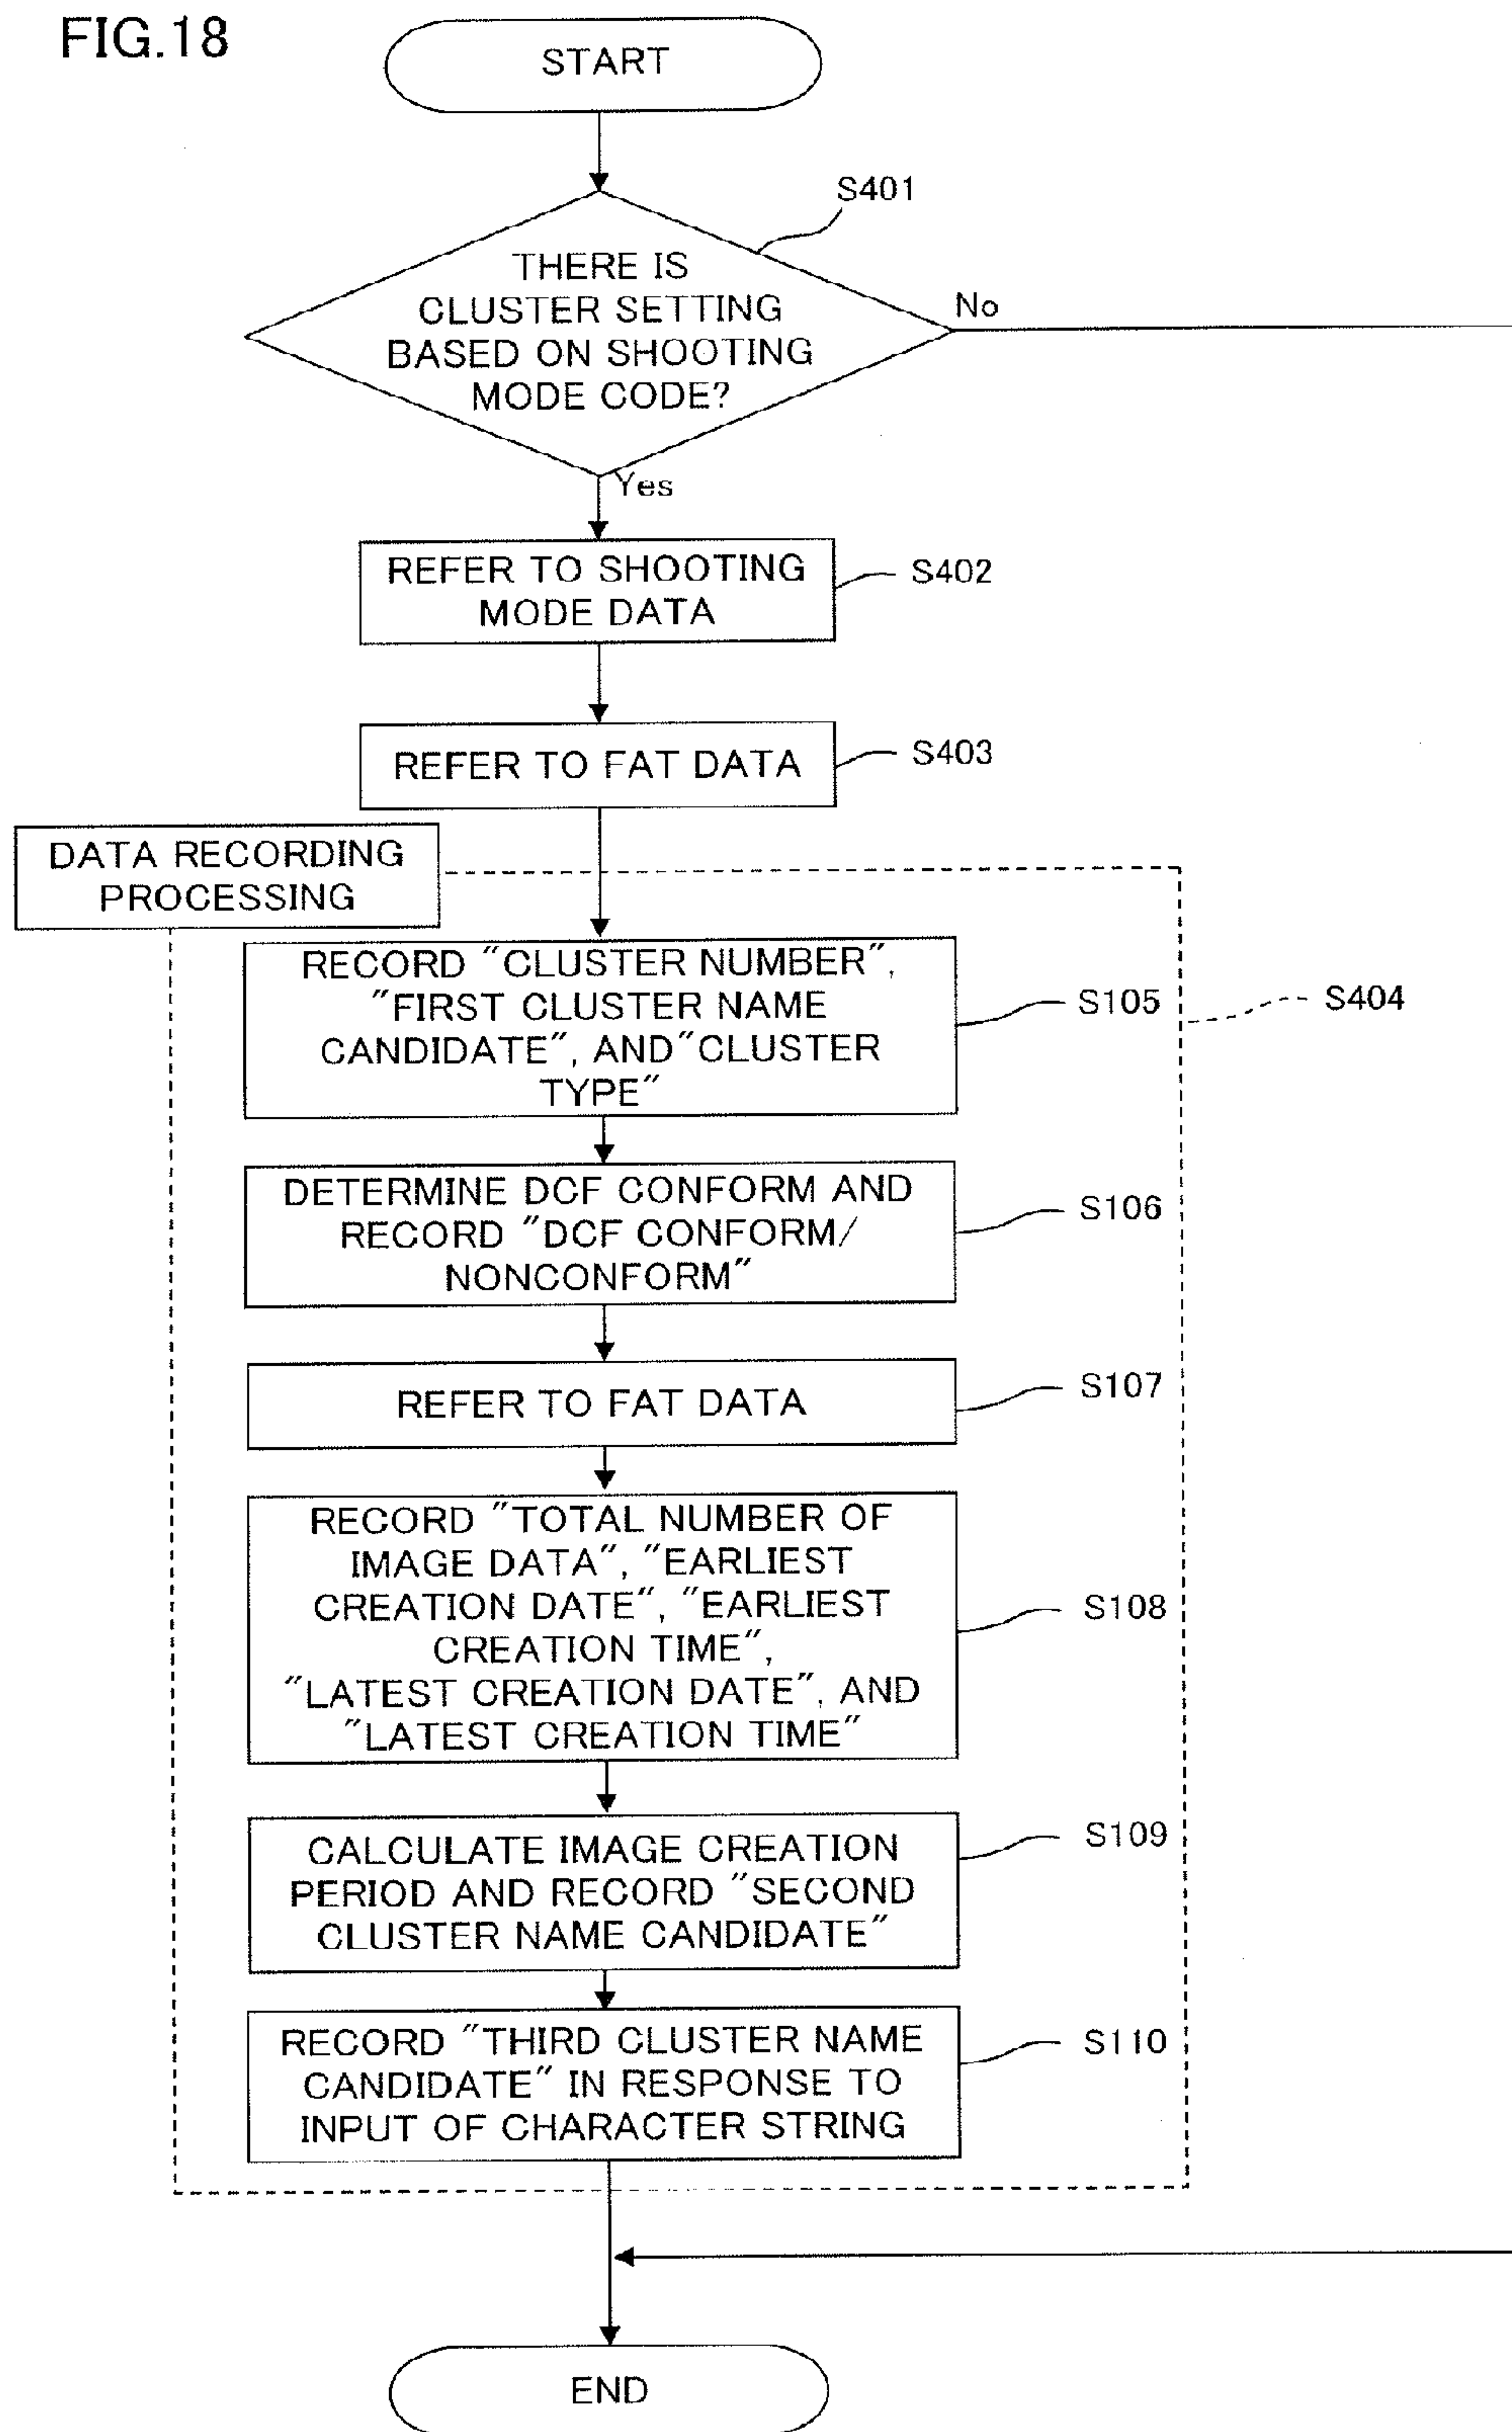 FIG.18
START
S401
THERE IS
CLUSTER SETTING
BASED ON SHOOTING
MODE CODE?
No
Yes
REFER TO SHOOTING
MODE DATA
S402
REFER TO FAT DATA
S403
DATA RECORDING
PROCESSING
RECORD "CLUSTER NUMBER",
"FIRST CLUSTER NAME
CANDIDATE", AND"CLUSTER
TYPE"
S105
S404
DETERMINE DCF CONFORM AND
RECORD "DCF CONFORM/
NONCONFORM"
S106
REFER TO FAT DATA
S107
RECORD "TOTAL NUMBER OF
IMAGE DATA", "EARLIEST
CREATION DATE", "EARLIEST
CREATION TIME",
"LATEST CREATION DATE", AND
"LATEST CREATION TIME"
S108
CALCULATE IMAGE CREATION
PERIOD AND RECORD "SECOND
CLUSTER NAME CANDIDATE"
S109
RECORD "THIRD CLUSTER NAME
CANDIDATE" IN RESPONSE TO
INPUT OF CHARACTER STRING
S110
END